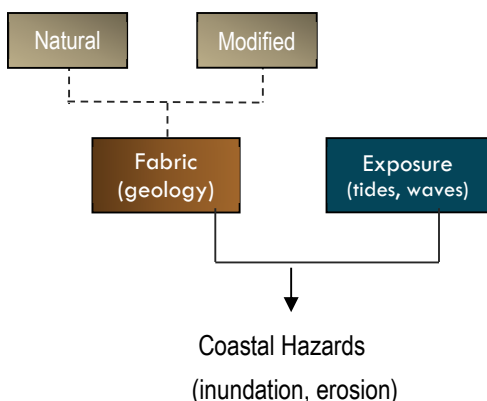 Natural
Modified
Fabric
(geology)
Exposure
(tides, waves)
Coastal Hazards
(inundation, erosion)